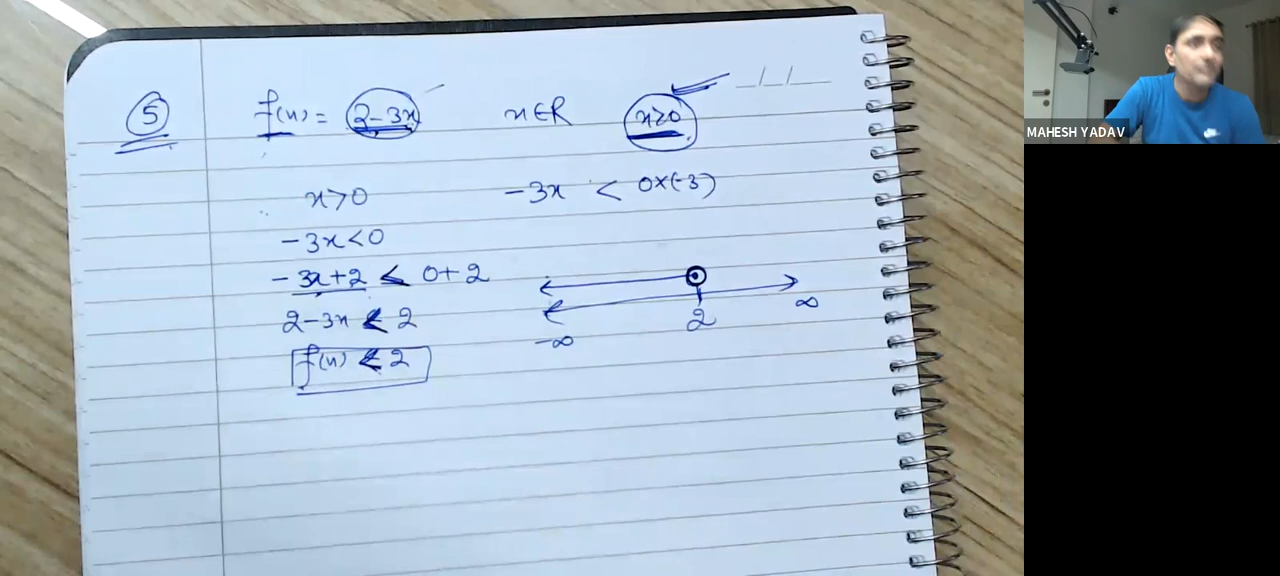 ⑤ f(x) = 2-3x x∈R x>0
x>0 -3x < 0×(-3)
-3x<0
-3x+2 < 0+2
2-3x < 2
f(x) < 2
2
-∞ ∞
MAHESH YADAV